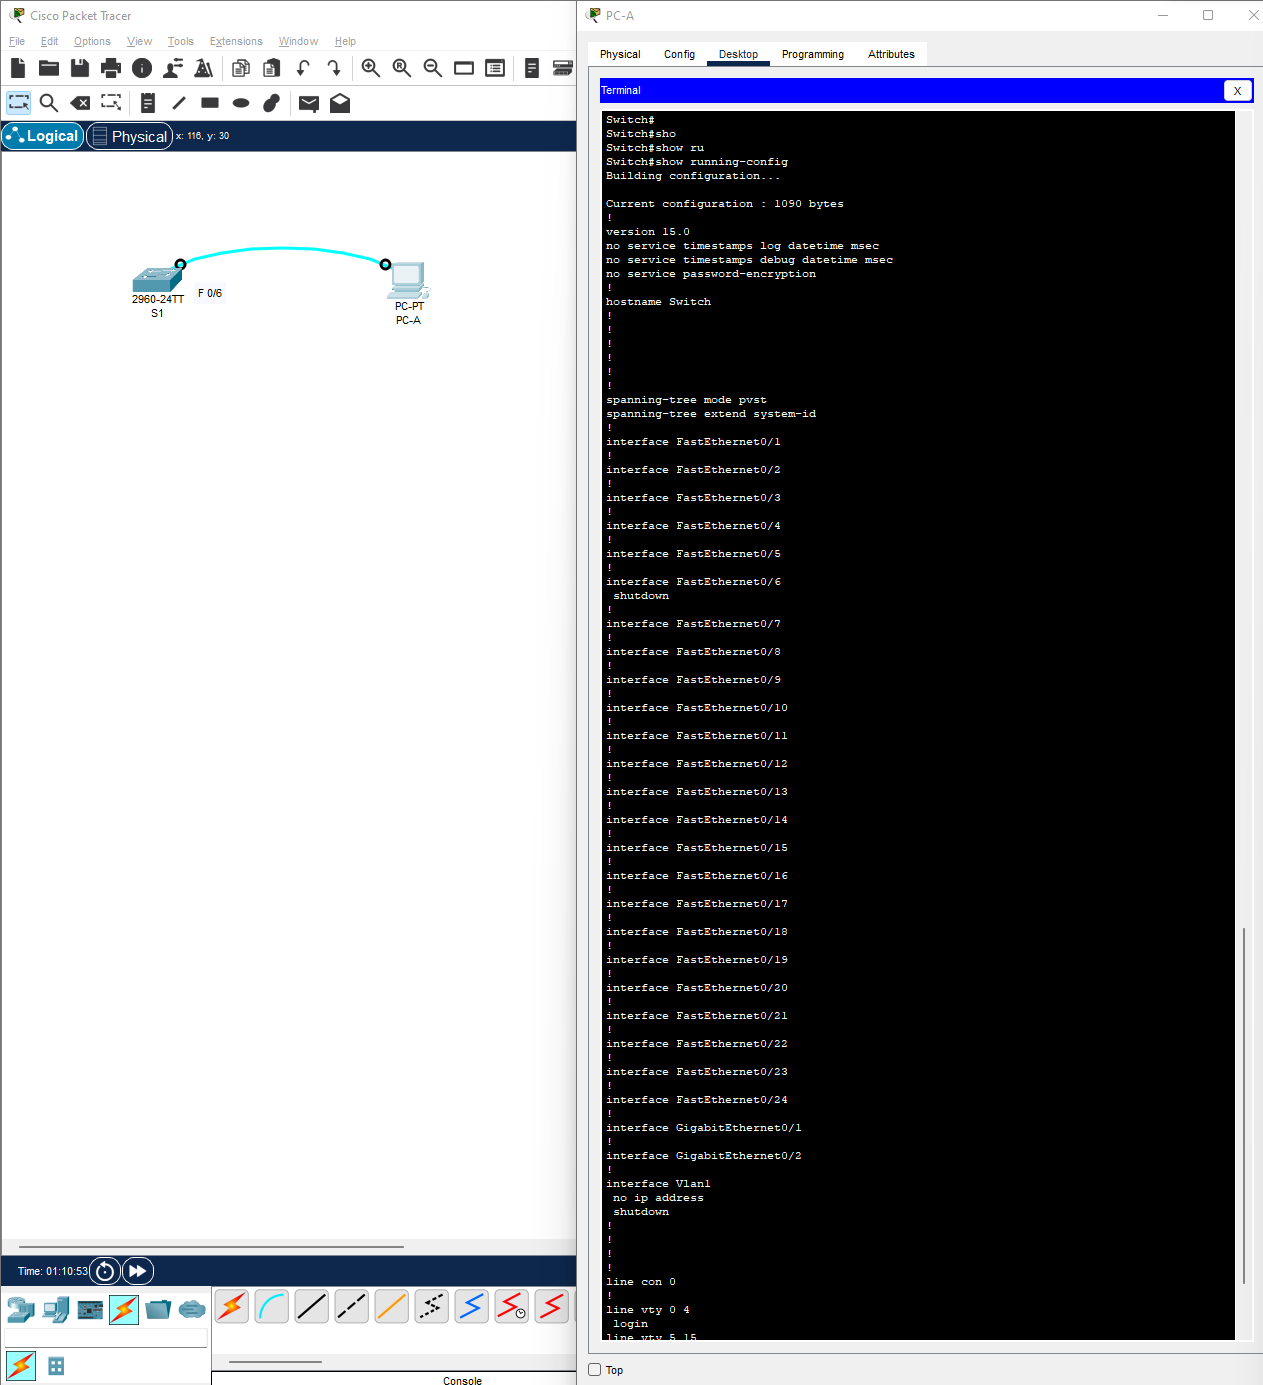 Cisco Packet Tracer
File Edit Options View Tools Extensions Window Help
Logical Physical x: 116, y: 30
F 0/6
2960-24TT
S1
PC-PT
PC-A
Time: 01:10:53
Console
PC-A
Physical Config Desktop Programming Attributes
Terminal X
Switch#
Switch#sho
Switch#show ru
Switch#show running-config
Building configuration...
Current configuration : 1090 bytes
!
version 15.0
no service timestamps log datetime msec
no service timestamps debug datetime msec
no service password-encryption
!
hostname Switch
!
!
!
!
!
!
spanning-tree mode pvst
spanning-tree extend system-id
!
interface FastEthernet0/1
!
interface FastEthernet0/2
!
interface FastEthernet0/3
!
interface FastEthernet0/4
!
interface FastEthernet0/5
!
interface FastEthernet0/6
shutdown
!
interface FastEthernet0/7
!
interface FastEthernet0/8
!
interface FastEthernet0/9
!
interface FastEthernet0/10
!
interface FastEthernet0/11
!
interface FastEthernet0/12
!
interface FastEthernet0/13
!
interface FastEthernet0/14
!
interface FastEthernet0/15
!
interface FastEthernet0/16
!
interface FastEthernet0/17
!
interface FastEthernet0/18
!
interface FastEthernet0/19
!
interface FastEthernet0/20
!
interface FastEthernet0/21
!
interface FastEthernet0/22
!
interface FastEthernet0/23
!
interface FastEthernet0/24
!
interface GigabitEthernet0/1
!
interface GigabitEthernet0/2
!
interface Vlan1
no ip address
shutdown
!
!
!
!
line con 0
!
line vty 0 4
login
line vty 5 15
Top